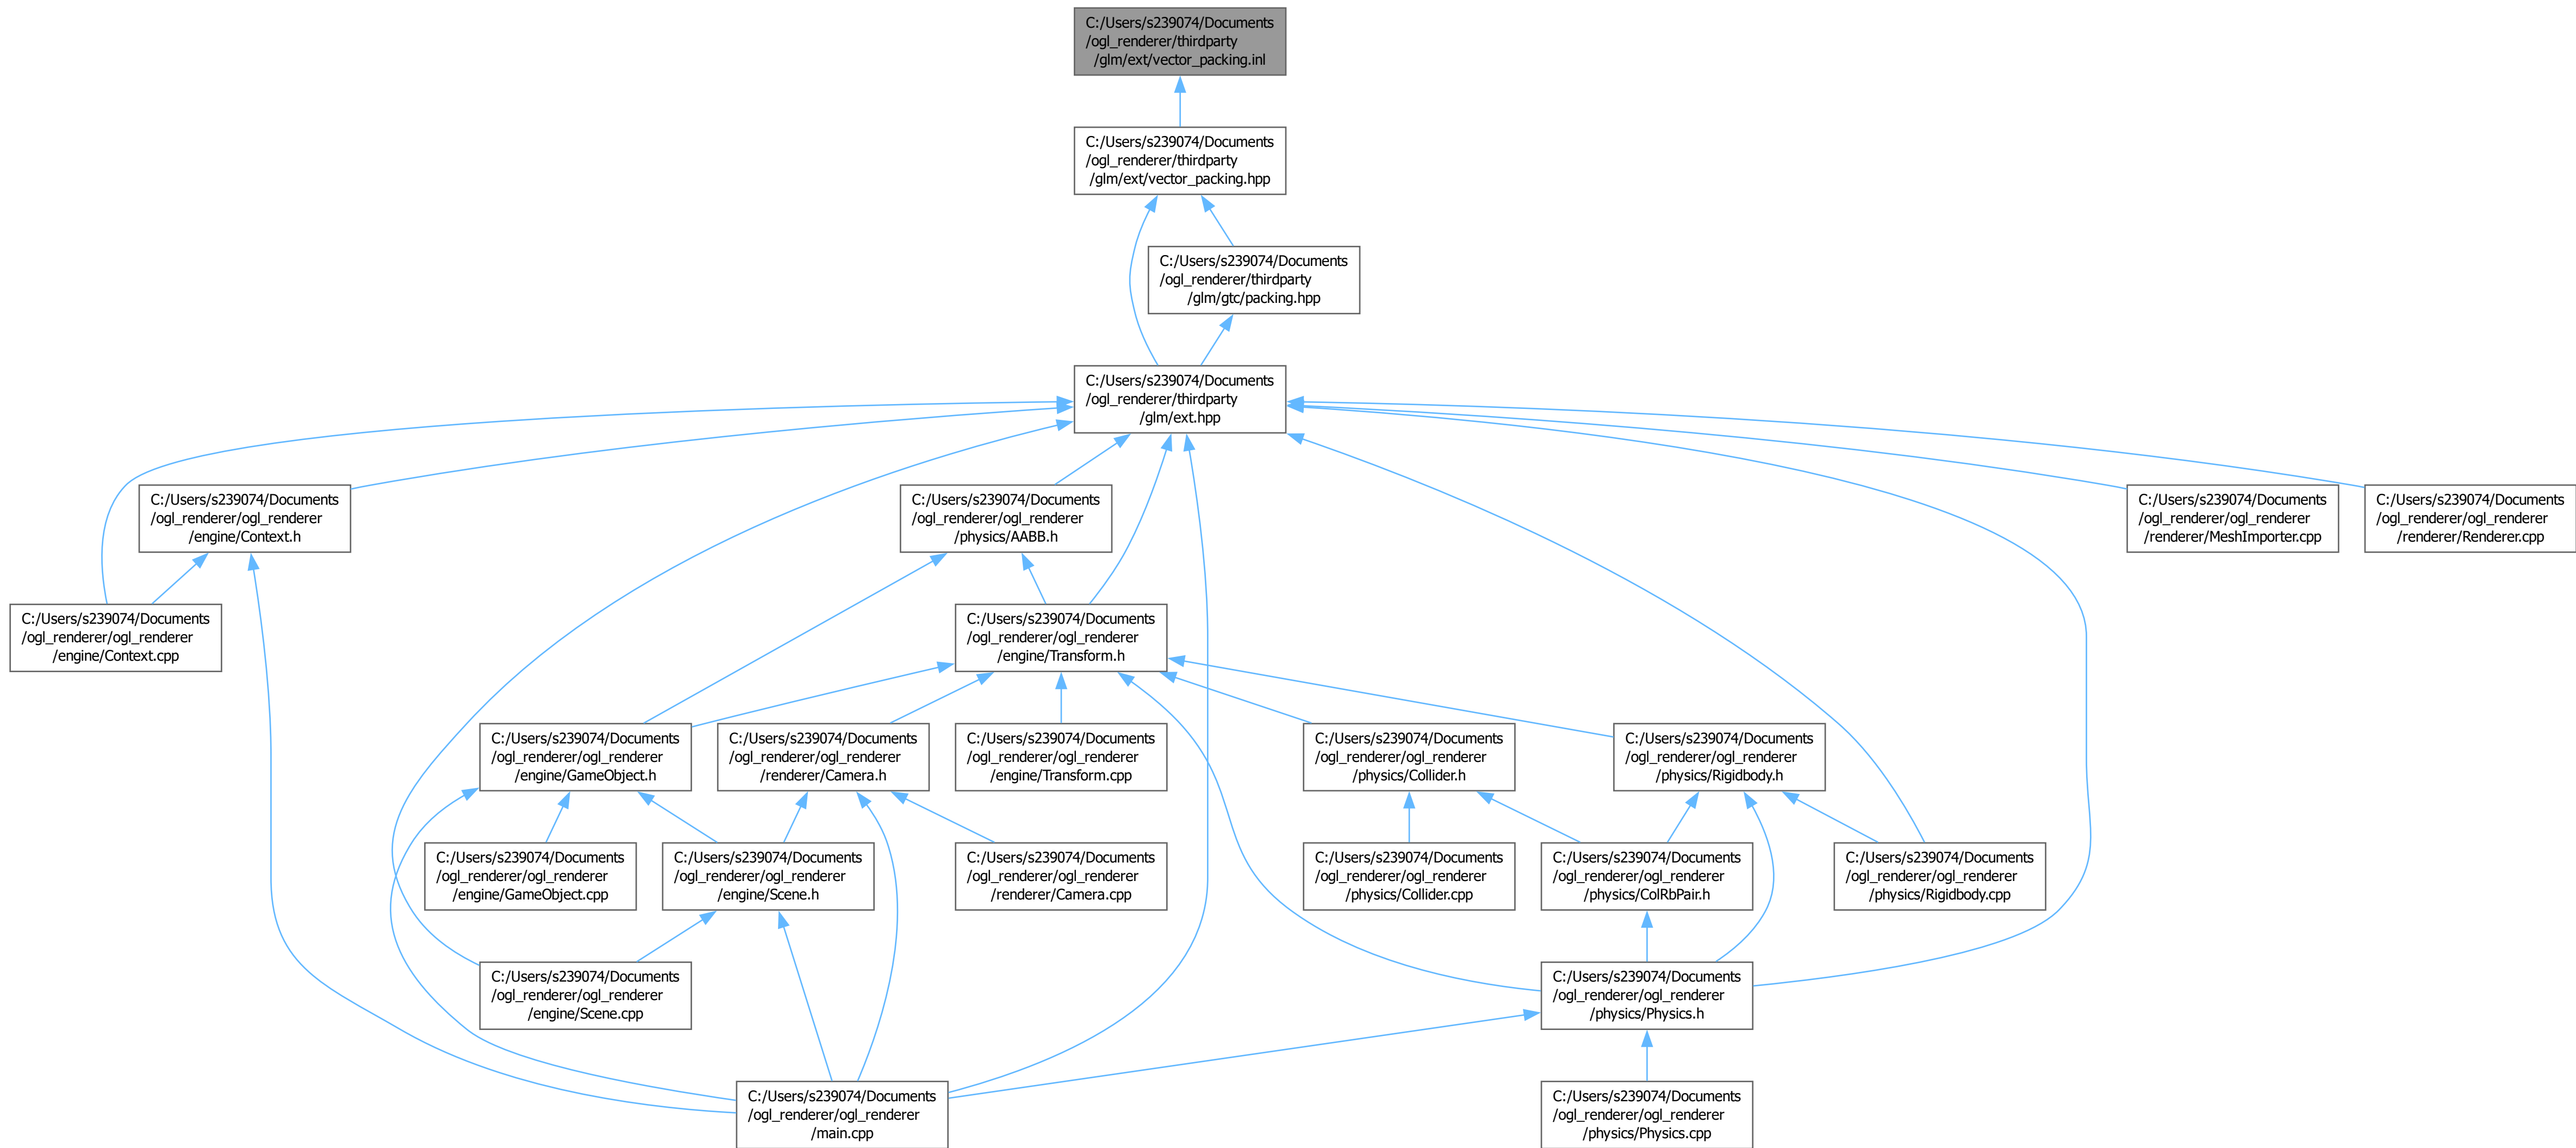 C:/Users/s239074/Documents
/ogl_renderer/thirdparty
/glm/ext/vector_packing.inl
C:/Users/s239074/Documents
/ogl_renderer/thirdparty
/glm/ext/vector_packing.hpp
C:/Users/s239074/Documents
/ogl_renderer/thirdparty
/glm/gtc/packing.hpp
C:/Users/s239074/Documents
/ogl_renderer/thirdparty
/glm/ext.hpp
C:/Users/s239074/Documents
/ogl_renderer/ogl_renderer
/engine/Context.h
C:/Users/s239074/Documents
/ogl_renderer/ogl_renderer
/physics/AABB.h
C:/Users/s239074/Documents
/ogl_renderer/ogl_renderer
/renderer/MeshImporter.cpp
C:/Users/s239074/Documents
/ogl_renderer/ogl_renderer
/renderer/Renderer.cpp
C:/Users/s239074/Documents
/ogl_renderer/ogl_renderer
/engine/Context.cpp
C:/Users/s239074/Documents
/ogl_renderer/ogl_renderer
/engine/Transform.h
C:/Users/s239074/Documents
/ogl_renderer/ogl_renderer
/engine/GameObject.h
C:/Users/s239074/Documents
/ogl_renderer/ogl_renderer
/renderer/Camera.h
C:/Users/s239074/Documents
/ogl_renderer/ogl_renderer
/engine/Transform.cpp
C:/Users/s239074/Documents
/ogl_renderer/ogl_renderer
/physics/Collider.h
C:/Users/s239074/Documents
/ogl_renderer/ogl_renderer
/physics/Rigidbody.h
C:/Users/s239074/Documents
/ogl_renderer/ogl_renderer
/engine/GameObject.cpp
C:/Users/s239074/Documents
/ogl_renderer/ogl_renderer
/engine/Scene.h
C:/Users/s239074/Documents
/ogl_renderer/ogl_renderer
/renderer/Camera.cpp
C:/Users/s239074/Documents
/ogl_renderer/ogl_renderer
/physics/Collider.cpp
C:/Users/s239074/Documents
/ogl_renderer/ogl_renderer
/physics/ColRbPair.h
C:/Users/s239074/Documents
/ogl_renderer/ogl_renderer
/physics/Rigidbody.cpp
C:/Users/s239074/Documents
/ogl_renderer/ogl_renderer
/engine/Scene.cpp
C:/Users/s239074/Documents
/ogl_renderer/ogl_renderer
/physics/Physics.h
C:/Users/s239074/Documents
/ogl_renderer/ogl_renderer
/main.cpp
C:/Users/s239074/Documents
/ogl_renderer/ogl_renderer
/physics/Physics.cpp